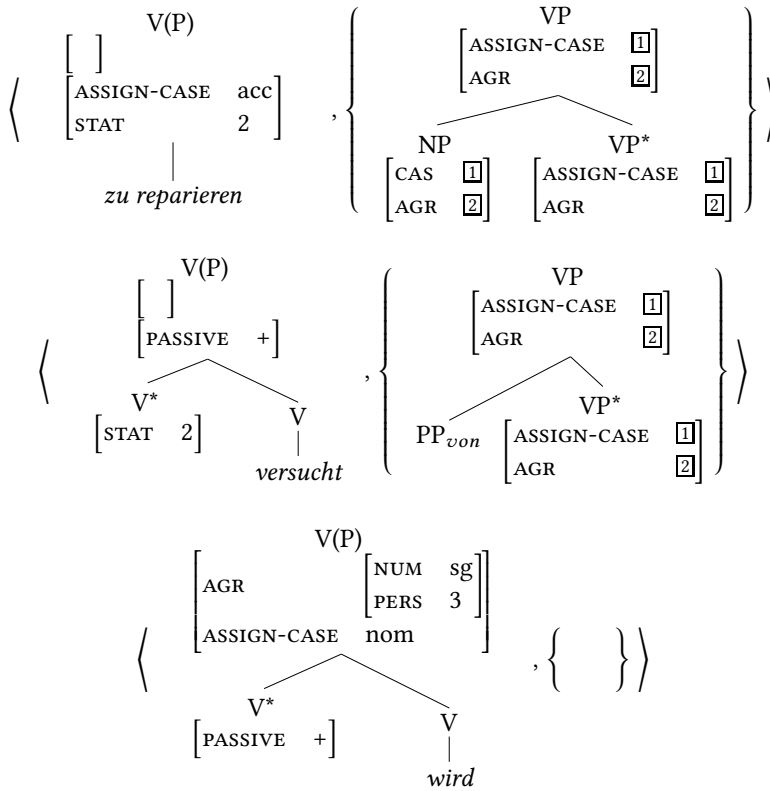 V(P) VP
[ ] [ASSIGN-CASE 1]
[ASSIGN-CASE acc] [AGR 2]
⟨ [STAT 2] , { } ⟩
NP VP*
zu reparieren [CAS 1] [ASSIGN-CASE 1]
[AGR 2] [AGR 2]
V(P) VP
[ ] [ASSIGN-CASE 1]
[PASSIVE +] [AGR 2]
⟨ , { } ⟩
V* V VP*
[STAT 2] PP von [ASSIGN-CASE 1]
versucht [AGR 2]
V(P)
[NUM sg]
AGR
[PERS 3]
ASSIGN-CASE nom
⟨ , { } ⟩
V* V
[PASSIVE +]
wird